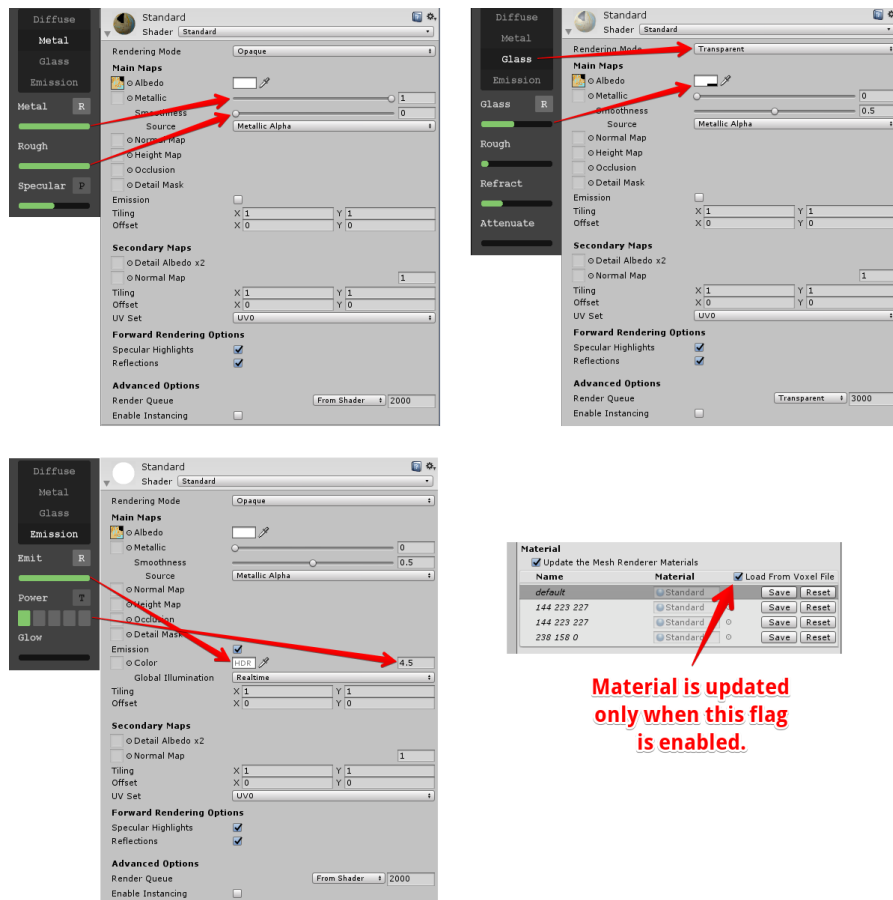 Diffuse
Metal
Glass
Emission
Metal R
Rough
Specular P
Standard
Shader Standard
Rendering Mode Opaque
Main Maps
Albedo
Metallic 1
Smoothness 0
Source Metallic Alpha
Normal Map
Height Map
Occlusion
Detail Mask
Emission
Tiling X 1 Y 1
Offset X 0 Y 0
Secondary Maps
Detail Albedo x2
Normal Map 1
Tiling X 1 Y 1
Offset X 0 Y 0
UV Set UV0
Forward Rendering Options
Specular Highlights
Reflections
Advanced Options
Render Queue From Shader 2000
Enable Instancing
Diffuse
Metal
Glass
Emission
Glass R
Rough
Refract
Attenuate
Standard
Shader Standard
Rendering Mode Transparent
Main Maps
Albedo
Metallic 0
Smoothness 0.5
Source Metallic Alpha
Normal Map
Height Map
Occlusion
Detail Mask
Emission
Tiling X 1 Y 1
Offset X 0 Y 0
Secondary Maps
Detail Albedo x2
Normal Map 1
Tiling X 1 Y 1
Offset X 0 Y 0
UV Set UV0
Forward Rendering Options
Specular Highlights
Reflections
Advanced Options
Render Queue Transparent 3000
Enable Instancing
Diffuse
Metal
Glass
Emission
Emit R
Power T
Glow
Standard
Shader Standard
Rendering Mode Opaque
Main Maps
Albedo
Metallic 0
Smoothness 0.5
Source Metallic Alpha
Normal Map
Height Map
Occlusion
Detail Mask
Emission
Color HDR 4.5
Global Illumination Realtime
Tiling X 1 Y 1
Offset X 0 Y 0
Secondary Maps
Detail Albedo x2
Normal Map 1
Tiling X 1 Y 1
Offset X 0 Y 0
UV Set UV0
Forward Rendering Options
Specular Highlights
Reflections
Advanced Options
Render Queue From Shader 2000
Enable Instancing
Material
Update the Mesh Renderer Materials
Name Material Load From Voxel File
default Standard Save Reset
144 223 227 Standard Save Reset
144 223 227 Standard Save Reset
238 158 0 Standard Save Reset
Material is updated
only when this flag
is enabled.